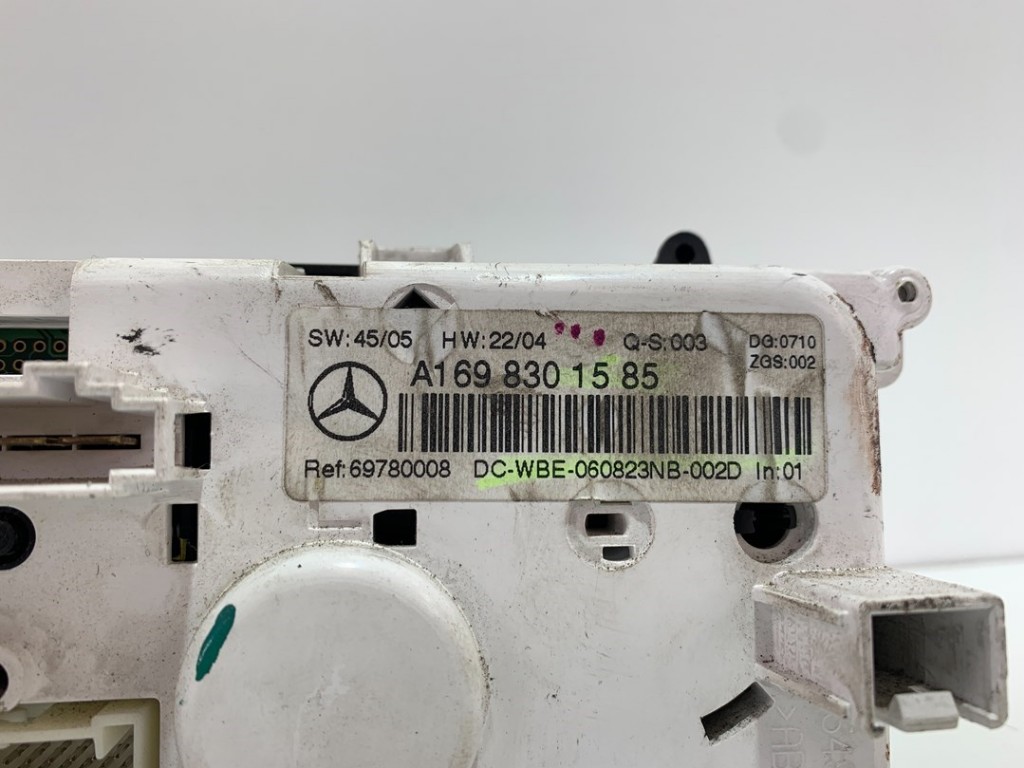 SW:45/05 HW:22/04 Q-S:003 DG:0710
ZGS:002
A169 830 15 85
Ref:69780008 DC-WBE-060823NB-002D In:01